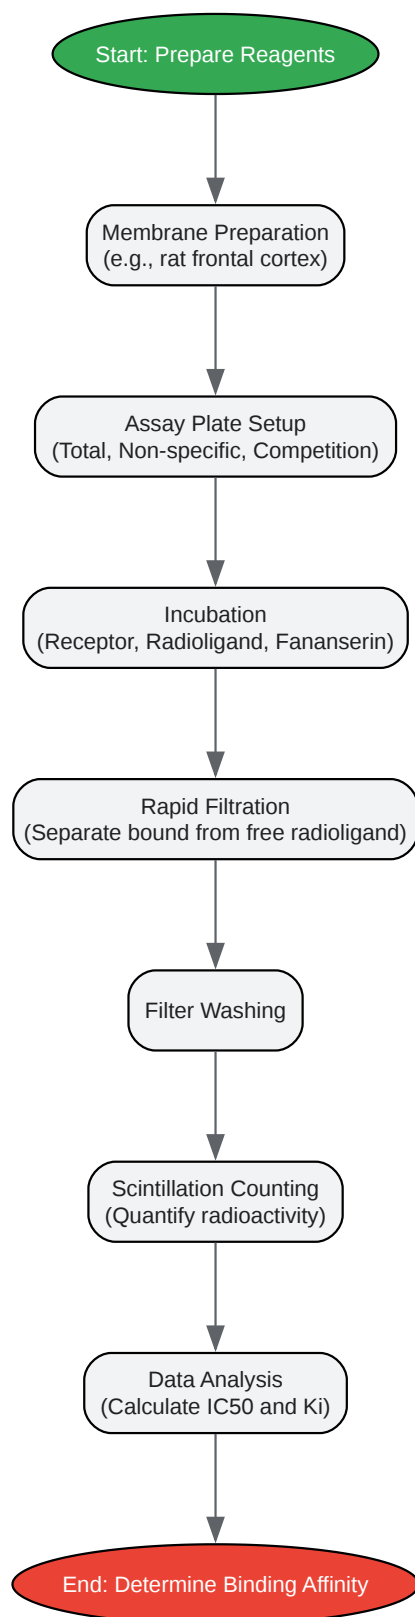 Start: Prepare Reagents
Membrane Preparation
(e.g., rat frontal cortex)
Assay Plate Setup
(Total, Non-specific, Competition)
Incubation
(Receptor, Radioligand, Fananserin)
Rapid Filtration
(Separate bound from free radioligand)
Filter Washing
Scintillation Counting
(Quantify radioactivity)
Data Analysis
(Calculate IC50 and Ki)
End: Determine Binding Affinity